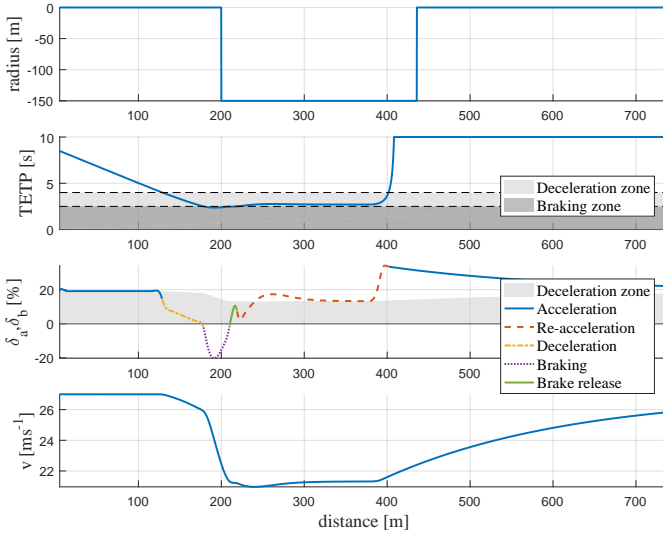 0
-50
-100
-150
radius [m]
100 200 300 400 500 600 700
10
5
0
TETP [s]
Deceleration zone
Braking zone
100 200 300 400 500 600 700
20
0
-20
δa,δb [%]
Deceleration zone
Acceleration
Re-acceleration
Deceleration
Braking
Brake release
100 200 300 400
26
24
22
v [ms-1]
100 200 300 400 500 600 700
distance [m]